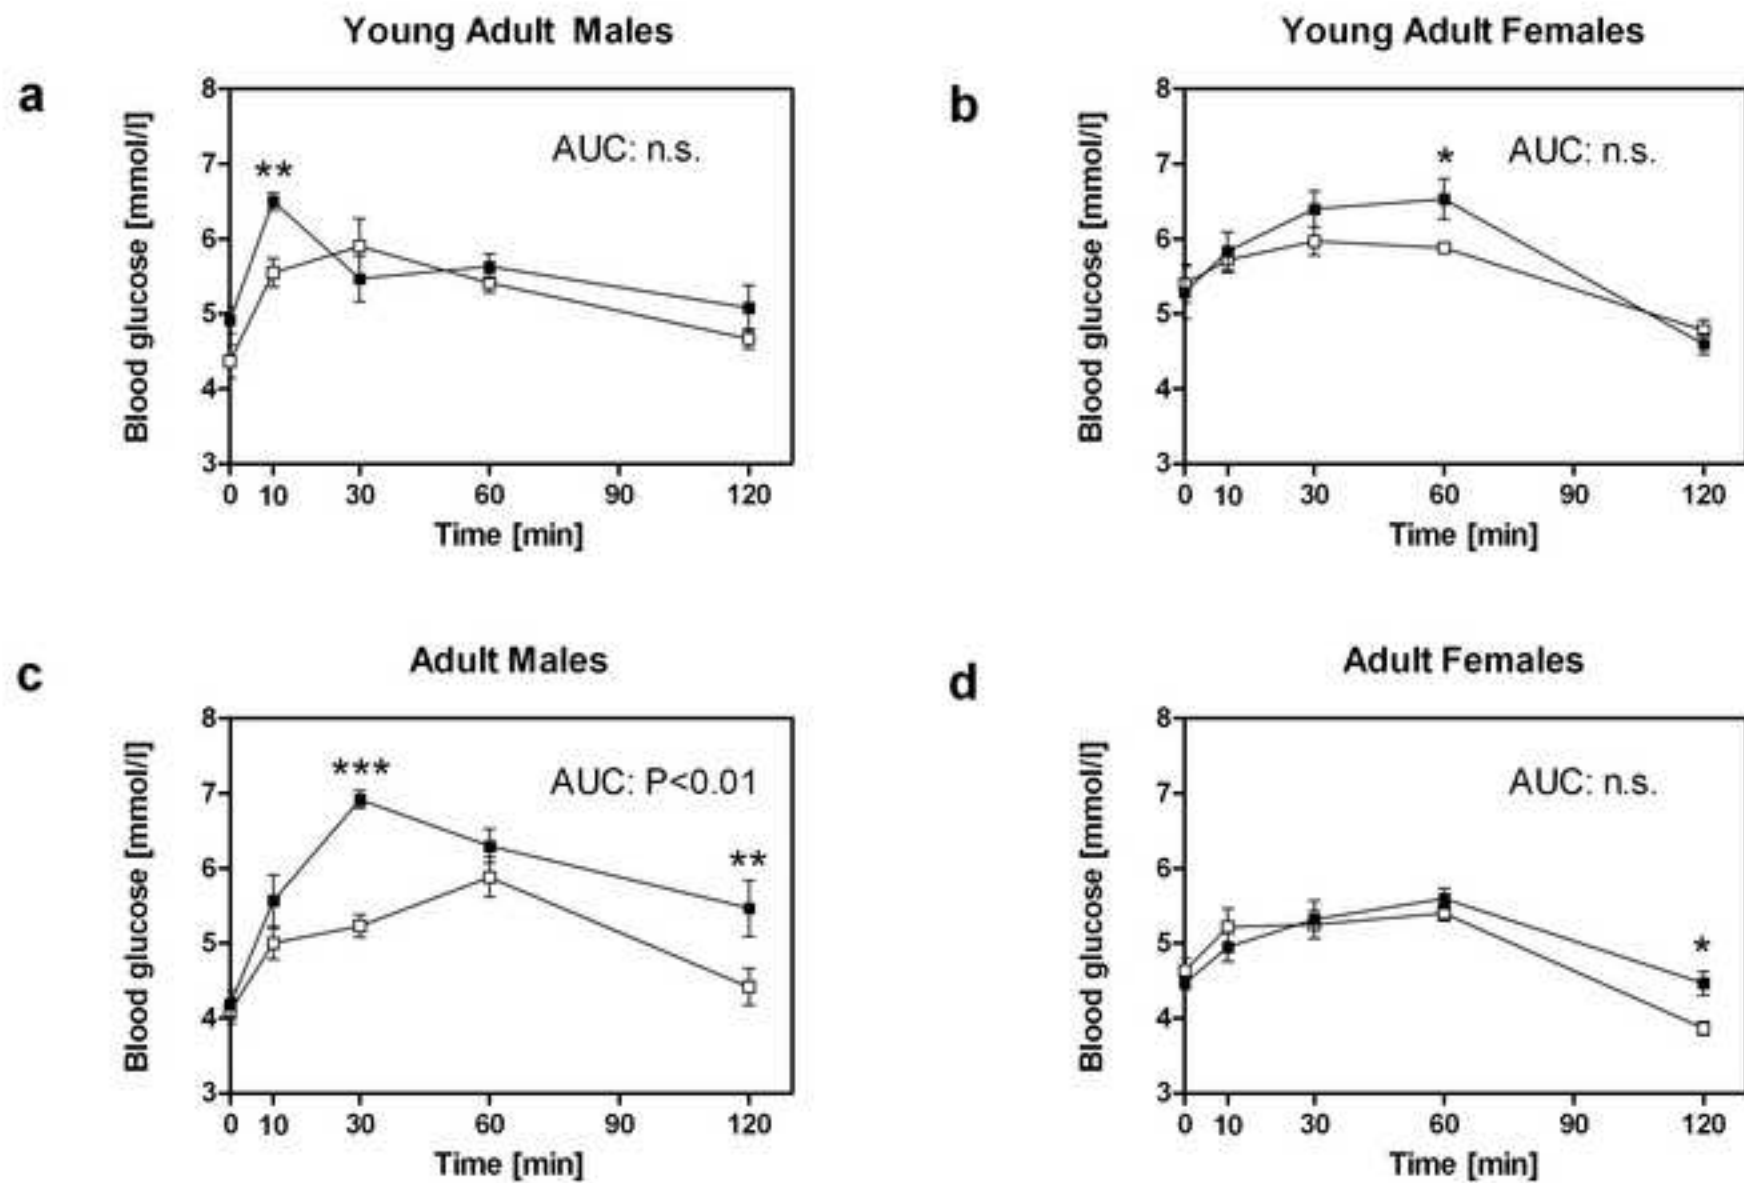 Young Adult Males
a
Blood glucose [mmol/l]
8
7
6
5
4
3
**
AUC: n.s.
0 10 30 60 90 120
Time [min]
Young Adult Females
b
Blood glucose [mmol/l]
8
7
6
5
4
3
*
AUC: n.s.
0 10 30 60 90 120
Time [min]
Adult Males
c
Blood glucose [mmol/l]
8
7
6
5
4
3
***
AUC: P<0.01
**
0 10 30 60 90 120
Time [min]
Adult Females
d
Blood glucose [mmol/l]
8
7
6
5
4
3
AUC: n.s.
*
0 10 30 60 90 120
Time [min]